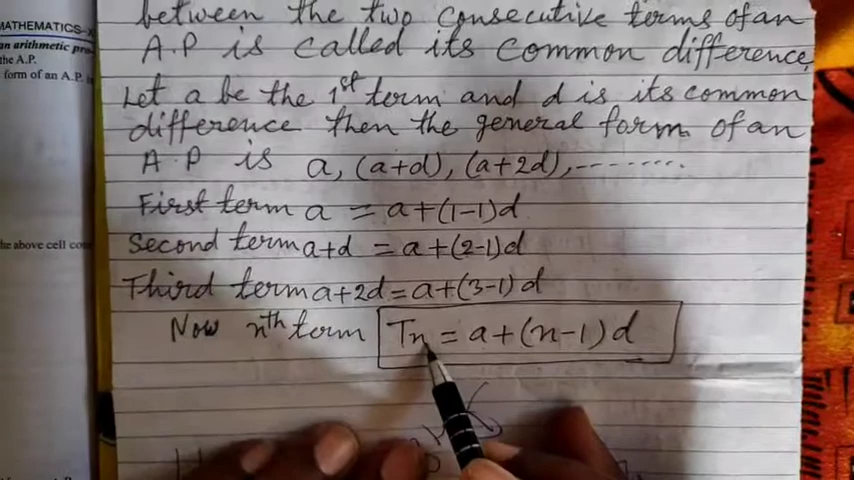 MATHEMATICS-X
an arithmetic pro
the A.P.
form of an A.P. is
he above cell co
between the two consecutive terms of an
A.P is called its common difference.
Let a be the 1st term and d is its common
difference then the general form of an
A.P is a, (a+d), (a+2d),---------
First term a = a+(1-1)d
Second term a+d = a+(2-1)d
Third term a+2d = a+(3-1)d
Now nth term Tn = a+(n-1)d